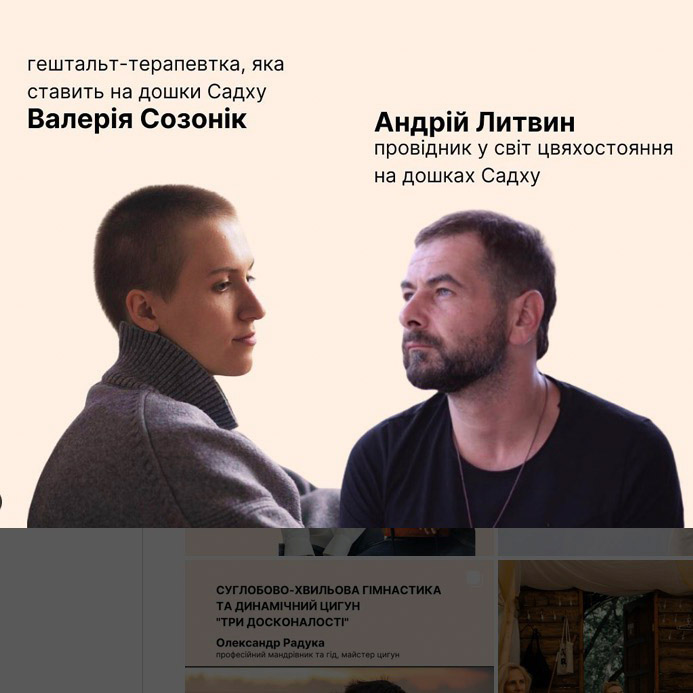 гештальт-терапевтка, яка
ставить на дошки Садху
Валерія Созонік
Андрій Литвин
провідник у світ цвяхостояння
на дошках Садху
СУГЛОБОВО-ХВИЛЬОВА ГІМНАСТИКА
ТА ДИНАМІЧНИЙ ЦИГУН
"ТРИ ДОСКОНАЛОСТІ"
Олександр Радука
професійний мандрівник та гід, майстер цигун